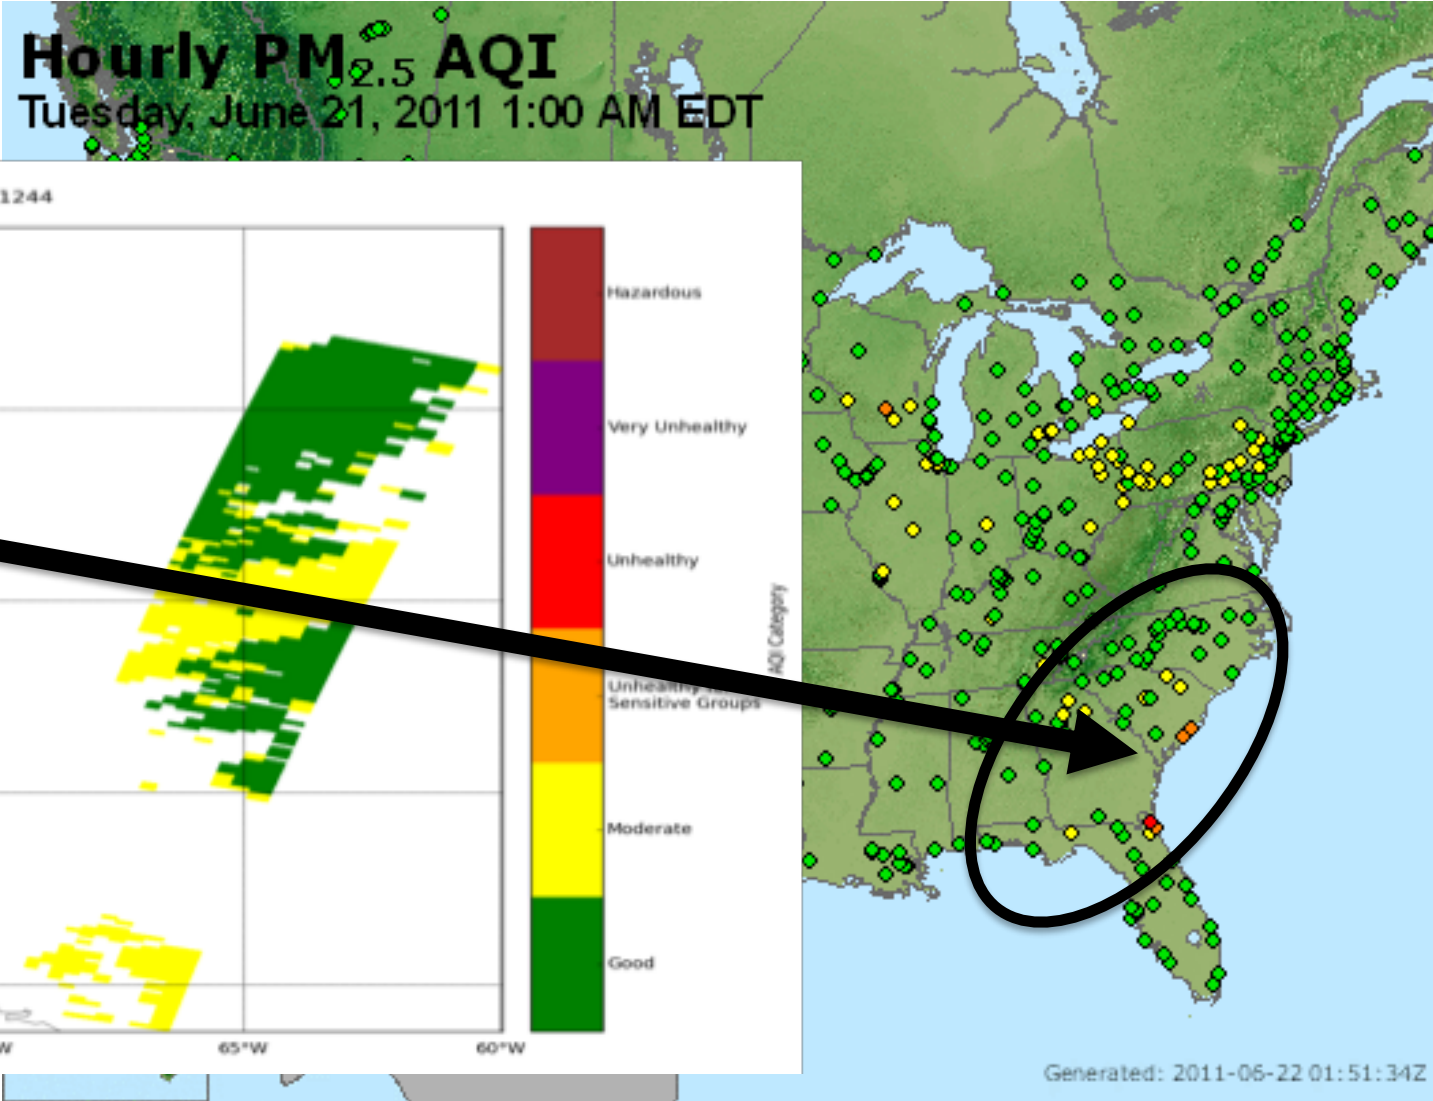 Hourly PM2.5 AQI
Tuesday, June 21, 2011 1:00 AM EDT
1244
Hazardous
Very Unhealthy
Unhealthy
AQI Category
Unhealthy
Sensitive Groups
Moderate
Good
W
65°W
60°W
Generated: 2011-06-22 01:51:34Z